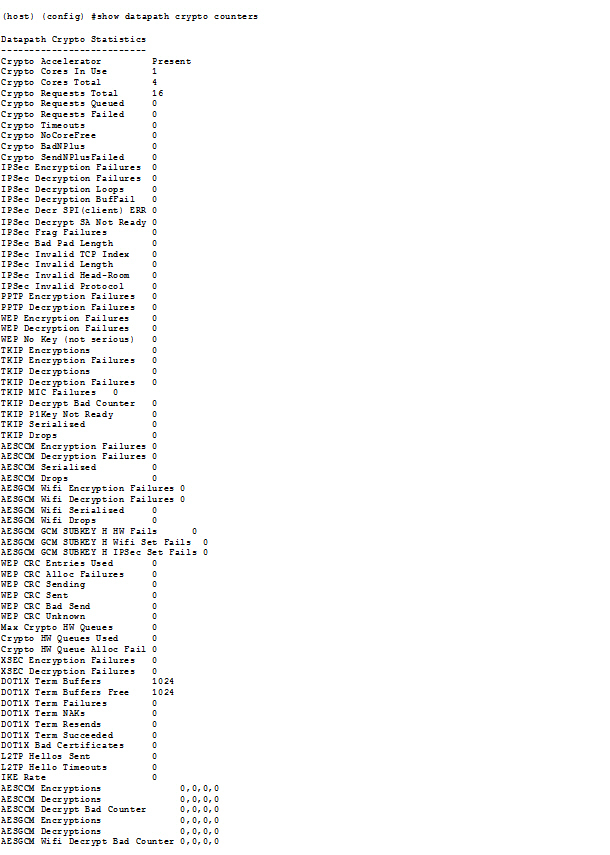 (host) (config) #show datapath crypto counters
Datapath Crypto Statistics
--------------------------
Crypto Accelerator Present
Crypto Cores In Use 1
Crypto Cores Total 4
Crypto Requests Total 16
Crypto Requests Queued 0
Crypto Requests Failed 0
Crypto Timeouts 0
Crypto NoCoreFree 0
Crypto BadNPlus 0
Crypto SendNPlusFailed 0
IPSec Encryption Failures 0
IPSec Decryption Failures 0
IPSec Decryption Loops 0
IPSec Decryption BufFail 0
IPSec Decr SPI(client) ERR 0
IPSec Decrypt SA Not Ready 0
IPSec Frag Failures 0
IPSec Bad Pad Length 0
IPSec Invalid TCP Index 0
IPSec Invalid Length 0
IPSec Invalid Head-Room 0
IPSec Invalid Protocol 0
PPTP Encryption Failures 0
PPTP Decryption Failures 0
WEP Encryption Failures 0
WEP Decryption Failures 0
WEP No Key (not serious) 0
TKIP Encryptions 0
TKIP Encryption Failures 0
TKIP Decryptions 0
TKIP Decryption Failures 0
TKIP MIC Failures 0
TKIP Decrypt Bad Counter 0
TKIP P1Key Not Ready 0
TKIP Serialized 0
TKIP Drops 0
AESCCM Encryption Failures 0
AESCCM Decryption Failures 0
AESCCM Serialized 0
AESCCM Drops 0
AESGCM Wifi Encryption Failures 0
AESGCM Wifi Decryption Failures 0
AESGCM Wifi Serialized 0
AESGCM Wifi Drops 0
AESGCM GCM SUBKEY H HW Fails 0
AESGCM GCM SUBKEY H Wifi Set Fails 0
AESGCM GCM SUBKEY H IPSec Set Fails 0
WEP CRC Entries Used 0
WEP CRC Alloc Failures 0
WEP CRC Sending 0
WEP CRC Sent 0
WEP CRC Bad Send 0
WEP CRC Unknown 0
Max Crypto HW Queues 0
Crypto HW Queues Used 0
Crypto HW Queue Alloc Fail 0
XSEC Encryption Failures 0
XSEC Decryption Failures 0
DOT1X Term Buffers 1024
DOT1X Term Buffers Free 1024
DOT1X Term Failures 0
DOT1X Term NAKs 0
DOT1X Term Resends 0
DOT1X Term Succeeded 0
DOT1X Bad Certificates 0
L2TP Hellos Sent 0
L2TP Hello Timeouts 0
IKE Rate 0
AESCCM Encryptions 0,0,0,0
AESCCM Decryptions 0,0,0,0
AESCCM Decrypt Bad Counter 0,0,0,0
AESGCM Encryptions 0,0,0,0
AESGCM Decryptions 0,0,0,0
AESGCM Wifi Decrypt Bad Counter 0,0,0,0